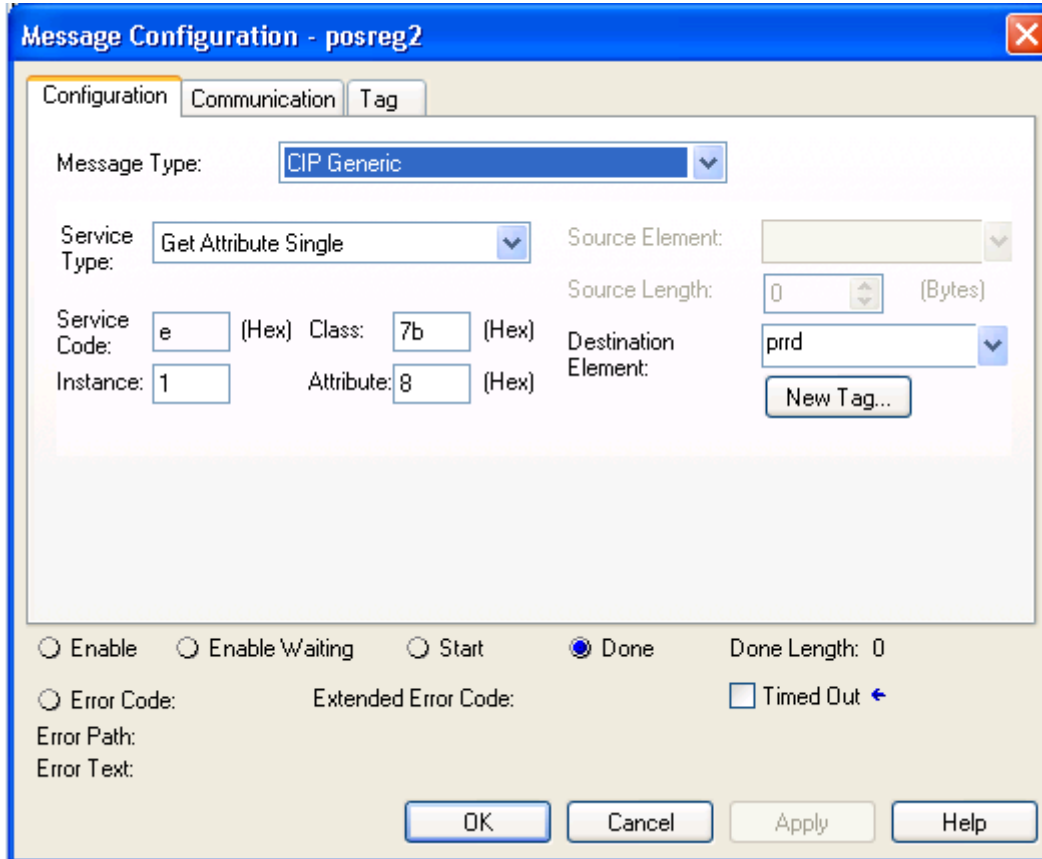 Message Configuration - posreg2
Configuration Communication Tag
Message Type: CIP Generic
Service Type: Get Attribute Single
Source Element:
Source Length: 0 (Bytes)
Service Code: e (Hex) Class: 7b (Hex)
Destination Element: prrd
Instance: 1 Attribute: 8 (Hex)
New Tag...
Enable Enable Waiting Start Done Done Length: 0
Error Code: Extended Error Code: Timed Out
Error Path:
Error Text:
OK Cancel Apply Help